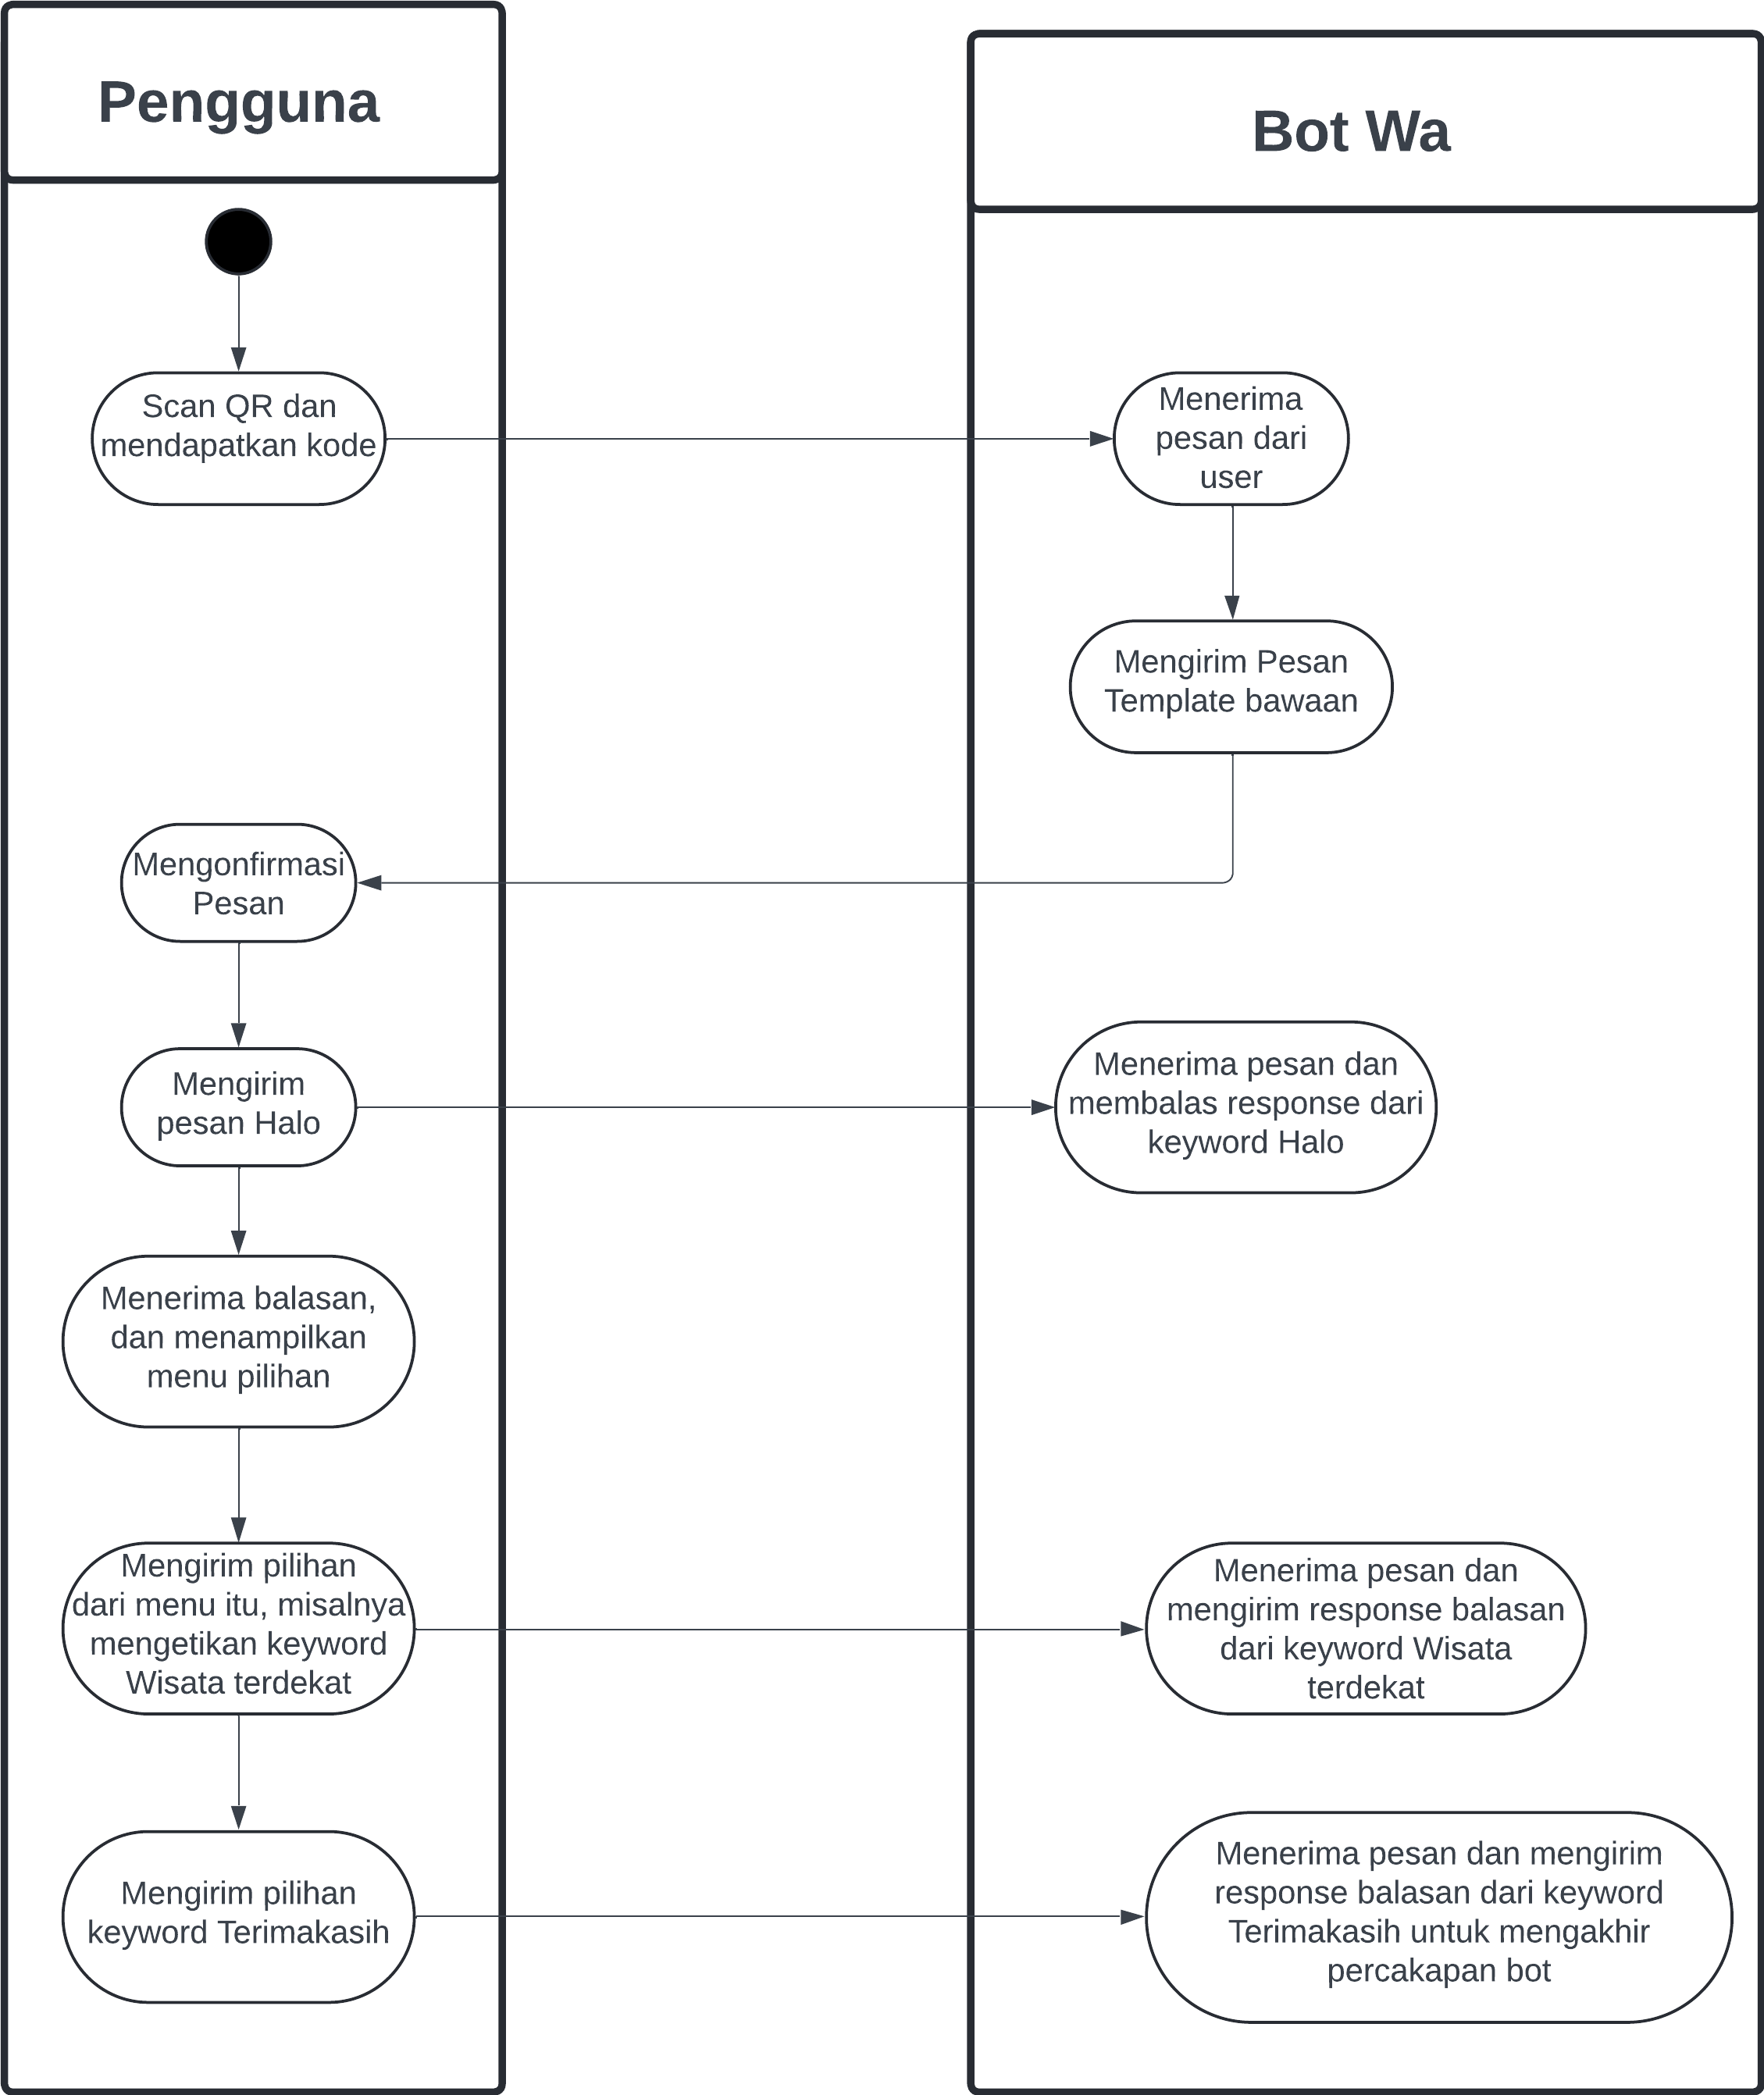 Pengguna
Bot Wa
Scan QR dan
mendapatkan kode
Menerima
pesan dari
user
Mengirim Pesan
Template bawaan
Mengonfirmasi
Pesan
Mengirim
pesan Halo
Menerima pesan dan
membalas response dari
keyword Halo
Menerima balasan,
dan menampilkan
menu pilihan
Mengirim pilihan
dari menu itu, misalnya
mengetikan keyword
Wisata terdekat
Menerima pesan dan
mengirim response balasan
dari keyword Wisata
terdekat
Mengirim pilihan
keyword Terimakasih
Menerima pesan dan mengirim
response balasan dari keyword
Terimakasih untuk mengakhir
percakapan bot